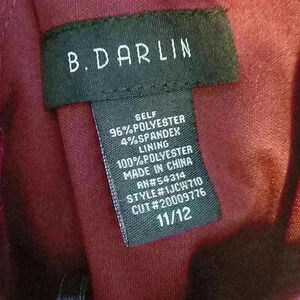 B. DARLIN
SELF
96%POLYESTER
4%SPANDEX
LINING
100%POLYESTER
MADE IN CHINA
RN#54314
STYLE#1JCW710
CUT#20009776
11/12